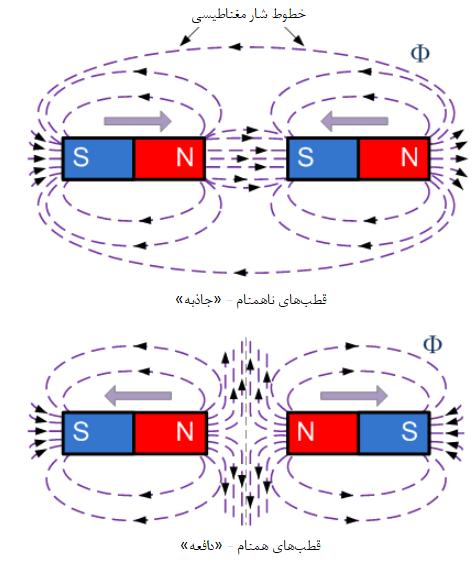 خطوط شار مغناطیسی
Φ
S N S N
قطب‌های ناهمنام - «جاذبه»
Φ
S N N S
قطب‌های همنام - «دافعه»